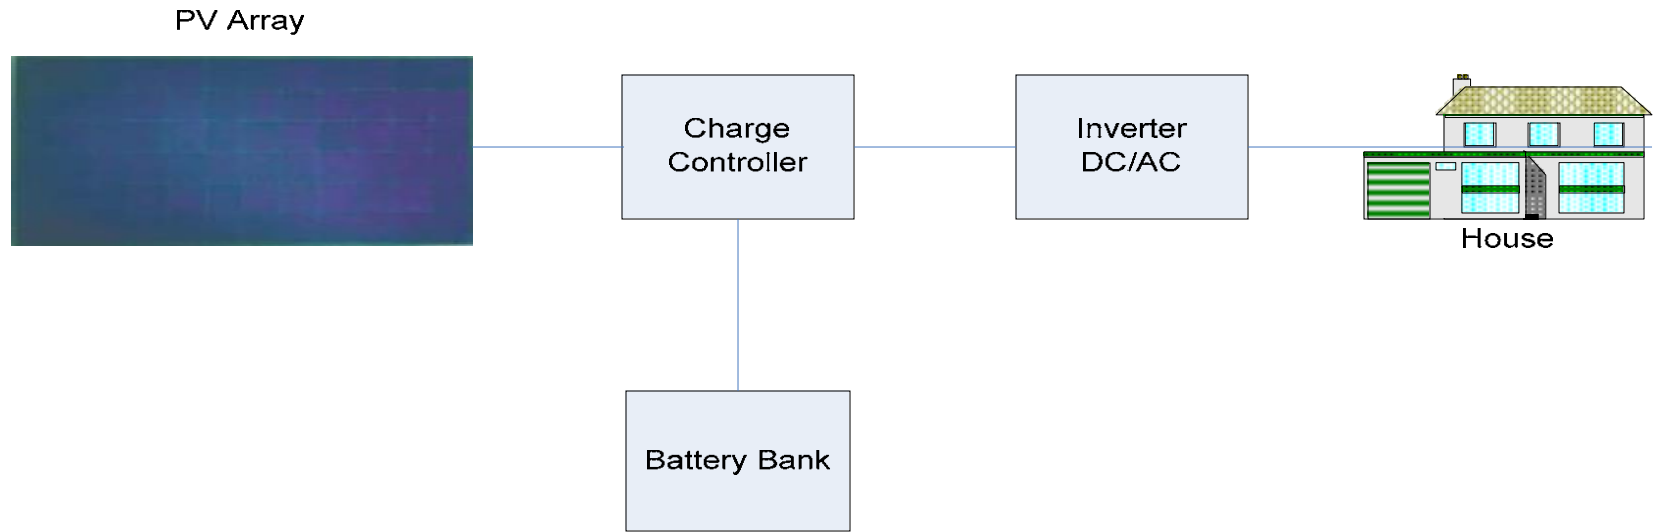 PV Array
Charge
Controller
Inverter
DC/AC
House
Battery Bank